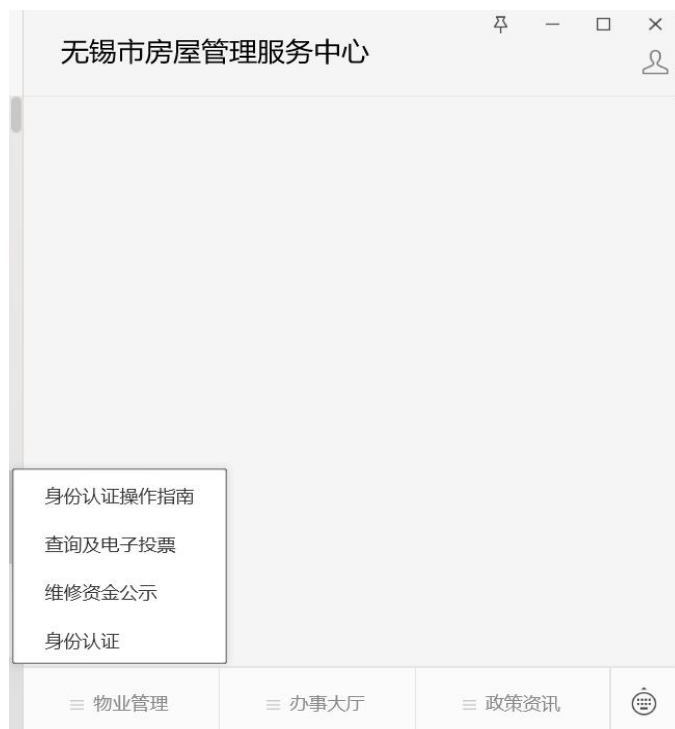 无锡市房屋管理服务中心
身份认证操作指南
查询及电子投票
维修资金公示
身份认证
物业管理 办事大厅 政策资讯